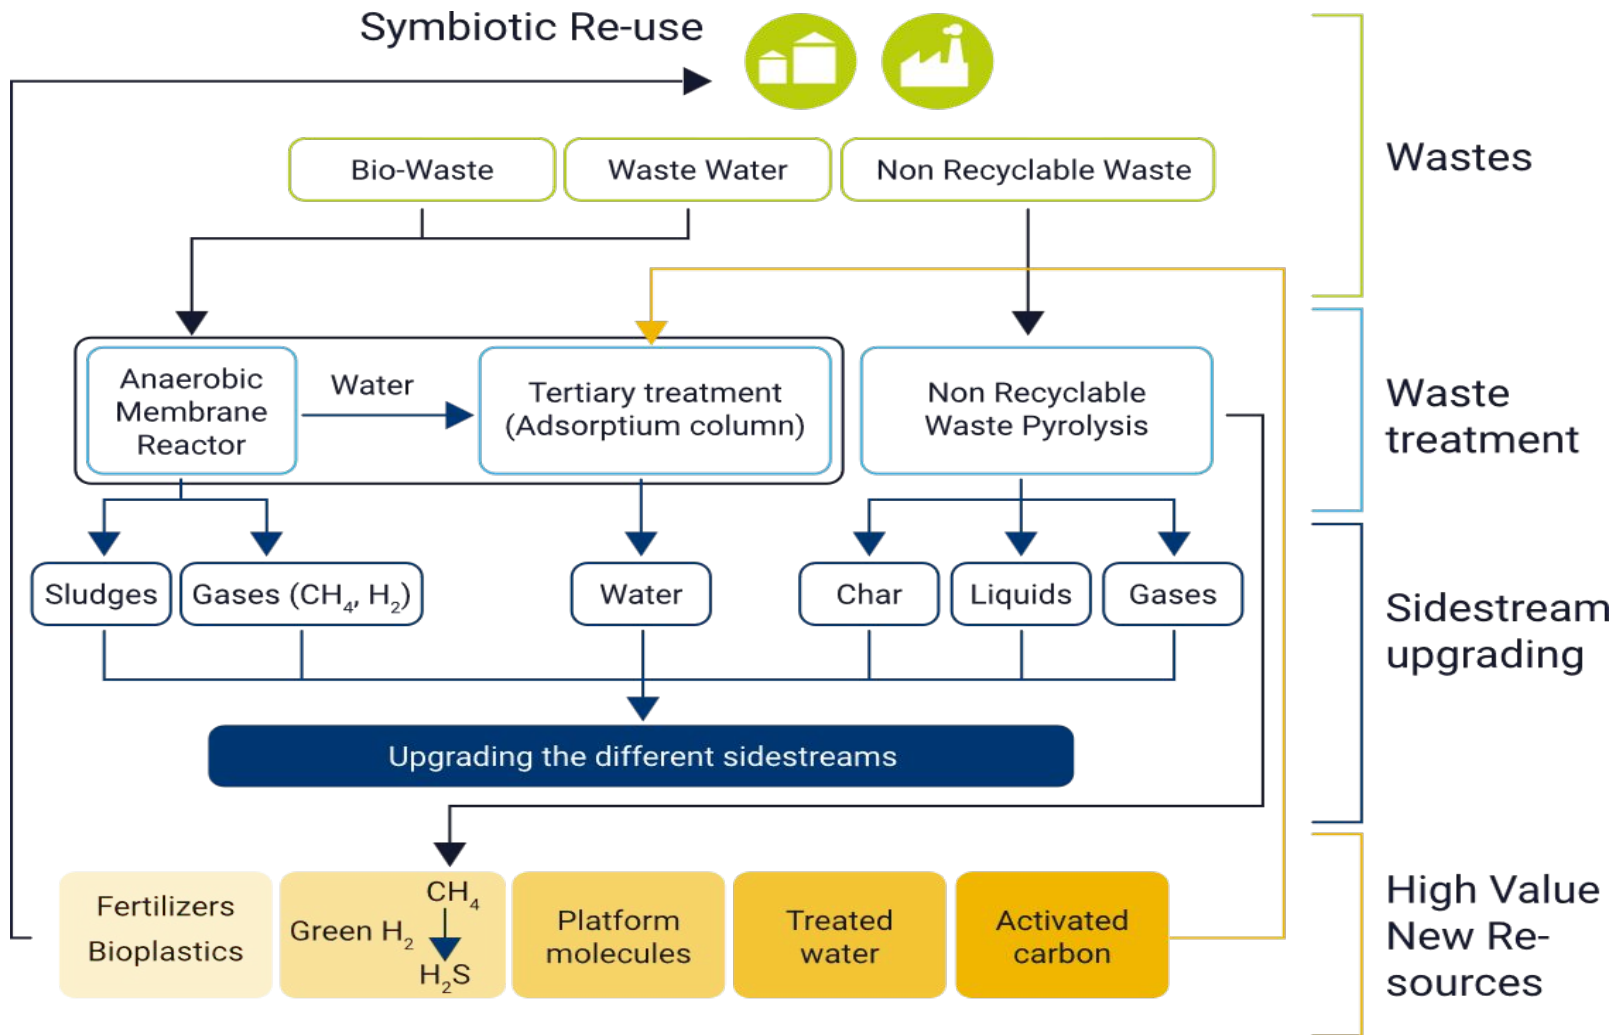 Symbiotic Re-use
Bio-Waste
Waste Water
Non Recyclable Waste
Wastes
Anaerobic
Membrane
Reactor
Water
Tertiary treatment
(Adsorptium column)
Non Recyclable
Waste Pyrolysis
Waste
treatment
Sludges
Gases (CH₄, H₂)
Water
Char
Liquids
Gases
Sidestream
upgrading
Upgrading the different sidestreams
Fertilizers
Bioplastics
Green H₂
CH₄
H₂S
Platform
molecules
Treated
water
Activated
carbon
High Value
New Re-
sources